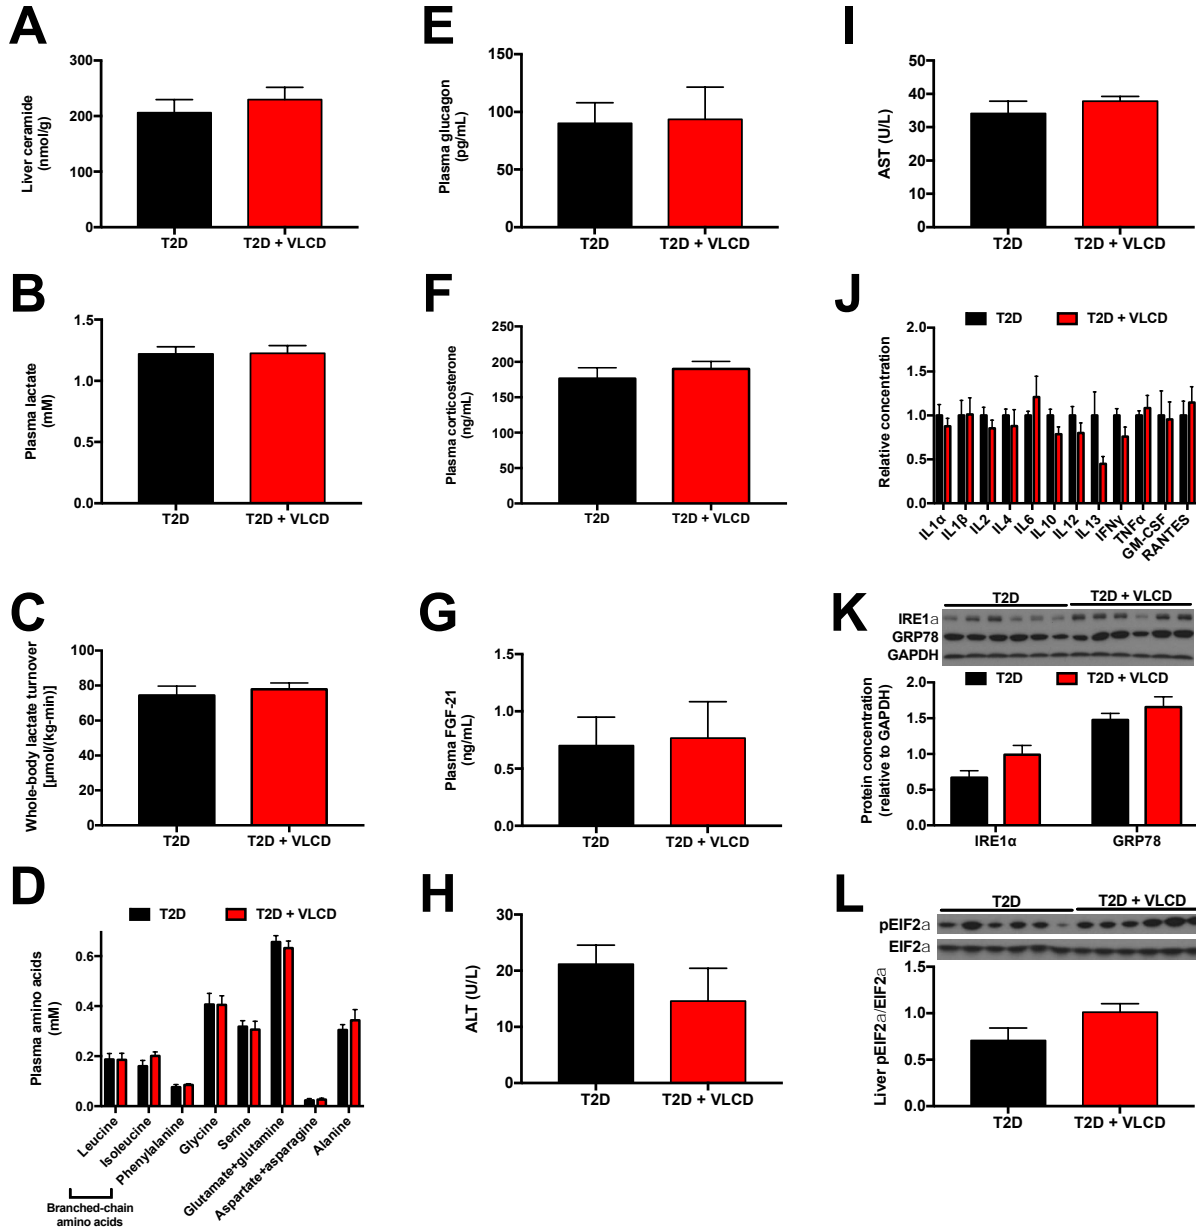 A
Liver ceramide
(nmol/g)
300
200
100
0
T2D
T2D + VLCD
B
Plasma lactate
(mM)
1.5
1.0
0.5
0.0
T2D
T2D + VLCD
C
Whole-body lactate turnover
[µmol/(kg-min)]
100
80
60
40
20
0
T2D
T2D + VLCD
D
T2D
T2D + VLCD
Plasma amino acids
(mM)
0.6
0.4
0.2
0.0
Leucine
Isoleucine
Phenylalanine
Glycine
Serine
Glutamate+glutamine
Aspartate+asparagine
Alanine
Branched-chain
amino acids
E
Plasma glucagon
(pg/mL)
150
100
50
0
T2D
T2D + VLCD
F
Plasma corticosterone
(ng/mL)
250
200
150
100
50
0
T2D
T2D + VLCD
G
Plasma FGF-21
(ng/mL)
1.5
1.0
0.5
0.0
T2D
T2D + VLCD
H
ALT (U/L)
30
20
10
0
T2D
T2D + VLCD
I
AST (U/L)
50
40
30
20
10
0
T2D
T2D + VLCD
J
T2D
T2D + VLCD
Relative concentration
2.0
1.5
1.0
0.5
0.0
IL1α
IL1β
IL2
IL4
IL6
IL10
IL12
IL13
IFNγ
TNFα
GM-CSF
RANTES
K
T2D
T2D + VLCD
IRE1a
GRP78
GAPDH
T2D
T2D + VLCD
Protein concentration
(relative to GAPDH)
2.0
1.5
1.0
0.5
0.0
IRE1α
GRP78
L
T2D
T2D + VLCD
pEIF2a
EIF2a
Liver pEIF2a/EIF2a
1.5
1.0
0.5
0.0
T2D
T2D + VLCD